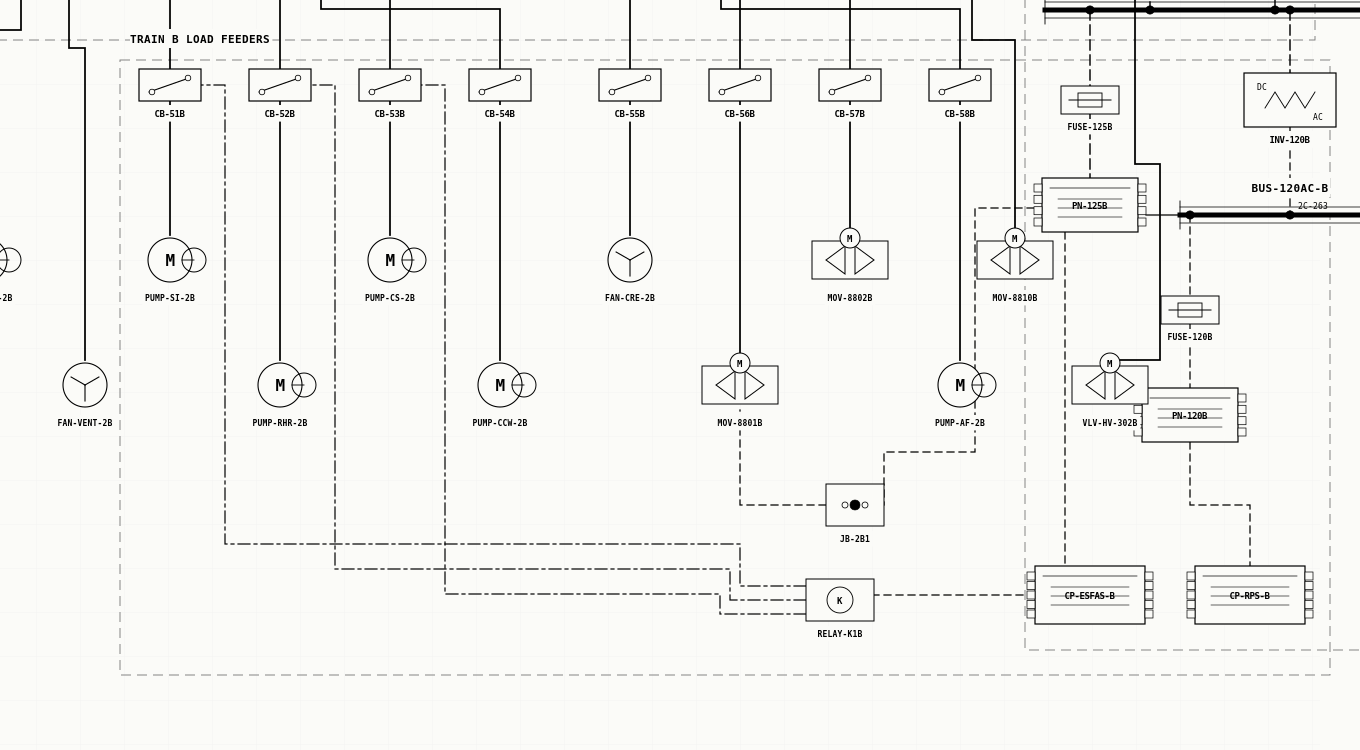 TRAIN B LOAD FEEDERS
DC
AC
CB-51B
CB-52B
CB-53B
CB-54B
CB-55B
CB-56B
CB-57B
CB-58B
FUSE-125B
INV-120B
BUS-120AC-B
PN-125B
2C-263
M
M
M
M
-2B
PUMP-SI-2B
PUMP-CS-2B
FAN-CRE-2B
MOV-8802B
MOV-8810B
FUSE-120B
M
M
M
M
M
FAN-VENT-2B
PUMP-RHR-2B
PUMP-CCW-2B
MOV-8801B
PUMP-AF-2B
VLV-HV-302B
PN-120B
JB-2B1
K
CP-ESFAS-B
CP-RPS-B
RELAY-K1B